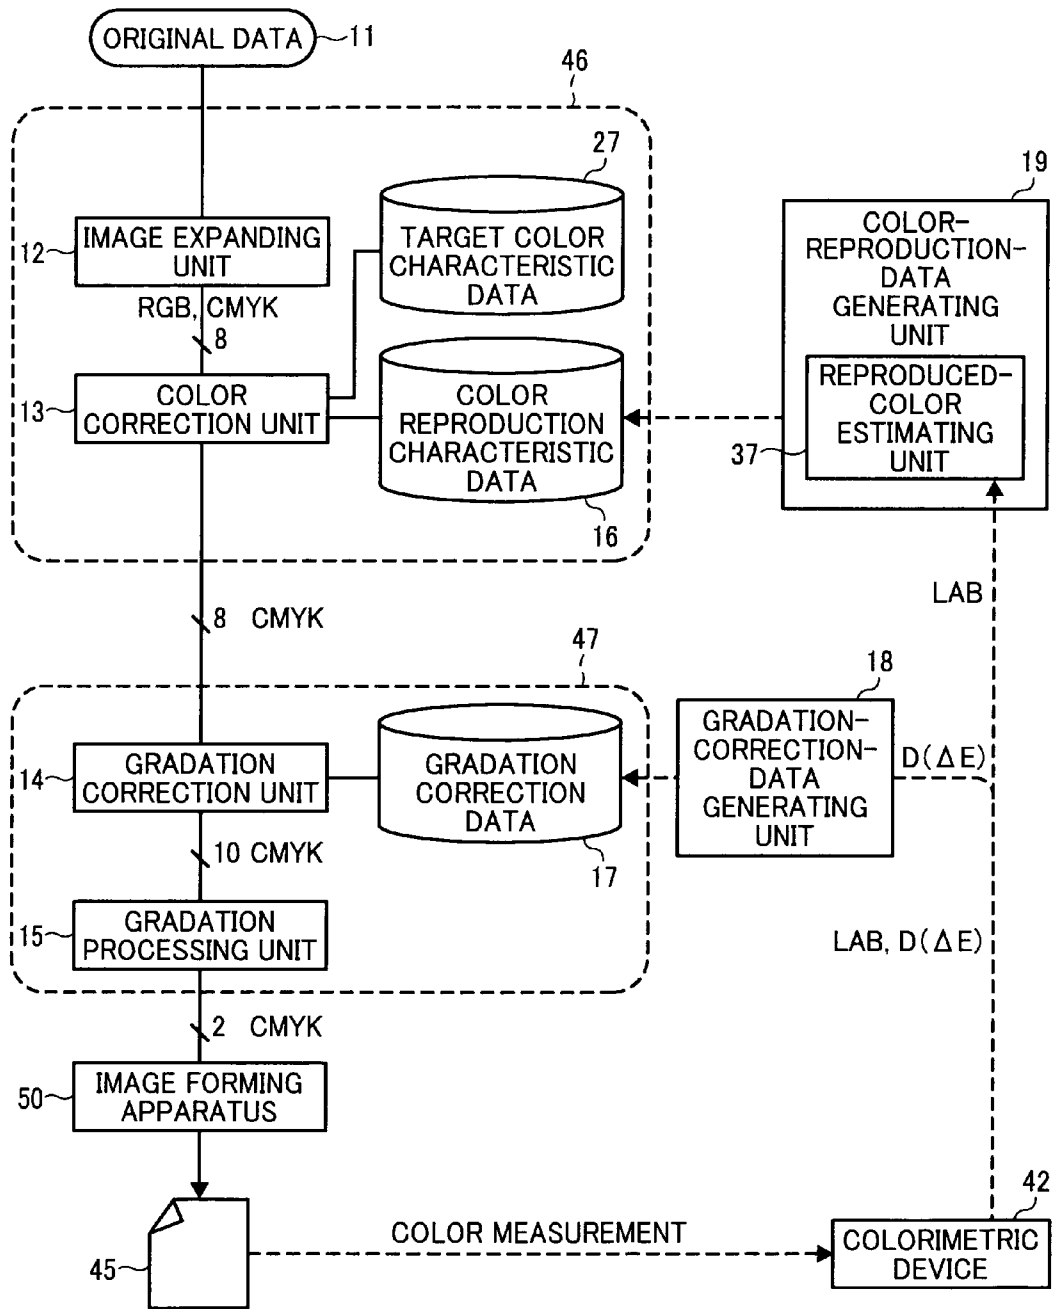 ORIGINAL DATA
11
46
27
19
12
IMAGE EXPANDING
UNIT
TARGET COLOR
CHARACTERISTIC
DATA
COLOR-
REPRODUCTION-
DATA
GENERATING
UNIT
RGB, CMYK
8
13
COLOR
CORRECTION UNIT
COLOR
REPRODUCTION
CHARACTERISTIC
DATA
16
REPRODUCED-
COLOR
ESTIMATING
UNIT
37
LAB
8 CMYK
47
18
14
GRADATION
CORRECTION UNIT
GRADATION
CORRECTION
DATA
17
GRADATION-
CORRECTION-
DATA
GENERATING
UNIT
D(ΔE)
10 CMYK
15
GRADATION
PROCESSING UNIT
LAB, D(ΔE)
2 CMYK
50
IMAGE FORMING
APPARATUS
45
COLOR MEASUREMENT
42
COLORIMETRIC
DEVICE